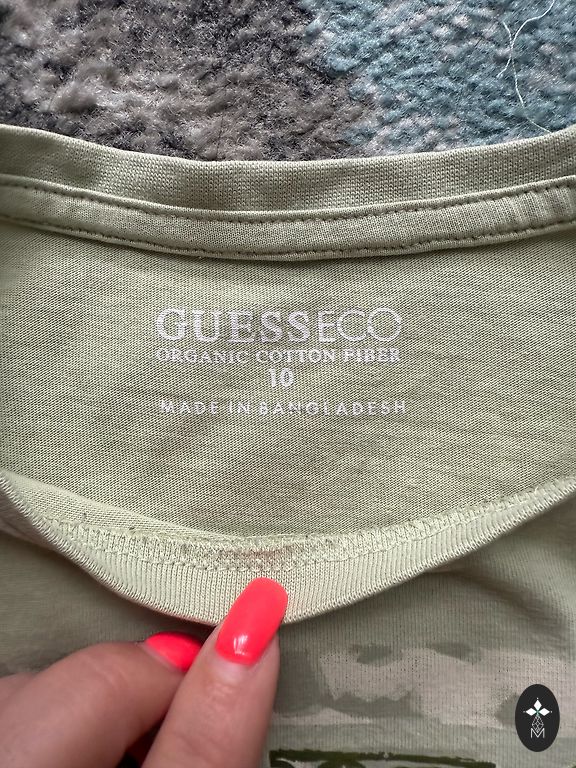 GUESSECO
ORGANIC COTTON FIBER
10
MADE IN BANGLADESH